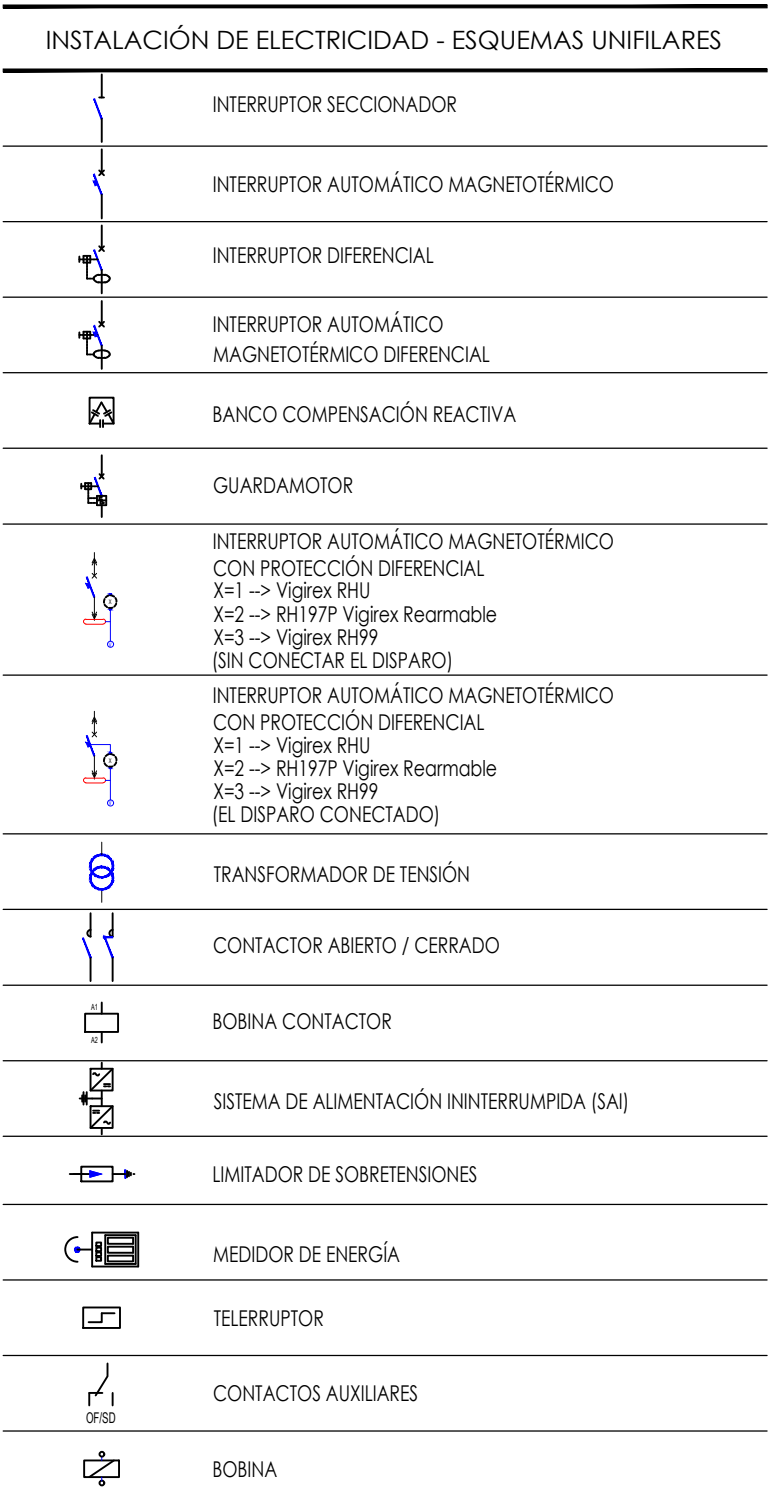 INSTALACIÓN DE ELECTRICIDAD - ESQUEMAS UNIFILARES
INTERRUPTOR SECCIONADOR
INTERRUPTOR AUTOMÁTICO MAGNETOTÉRMICO
INTERRUPTOR DIFERENCIAL
INTERRUPTOR AUTOMÁTICO
MAGNETOTÉRMICO DIFERENCIAL
BANCO COMPENSACIÓN REACTIVA
GUARDAMOTOR
INTERRUPTOR AUTOMÁTICO MAGNETOTÉRMICO
CON PROTECCIÓN DIFERENCIAL
X=1 --> Vigirex RHU
X=2 --> RH197P Vigirex Rearmable
X=3 --> Vigirex RH99
(SIN CONECTAR EL DISPARO)
X
INTERRUPTOR AUTOMÁTICO MAGNETOTÉRMICO
CON PROTECCIÓN DIFERENCIAL
X=1 --> Vigirex RHU
X=2 --> RH197P Vigirex Rearmable
X=3 --> Vigirex RH99
(EL DISPARO CONECTADO)
X
TRANSFORMADOR DE TENSIÓN
CONTACTOR ABIERTO / CERRADO
A1
A2
BOBINA CONTACTOR
SISTEMA DE ALIMENTACIÓN ININTERRUMPIDA (SAI)
LIMITADOR DE SOBRETENSIONES
MEDIDOR DE ENERGÍA
TELERRUPTOR
CONTACTOS AUXILIARES
OF/SD
BOBINA